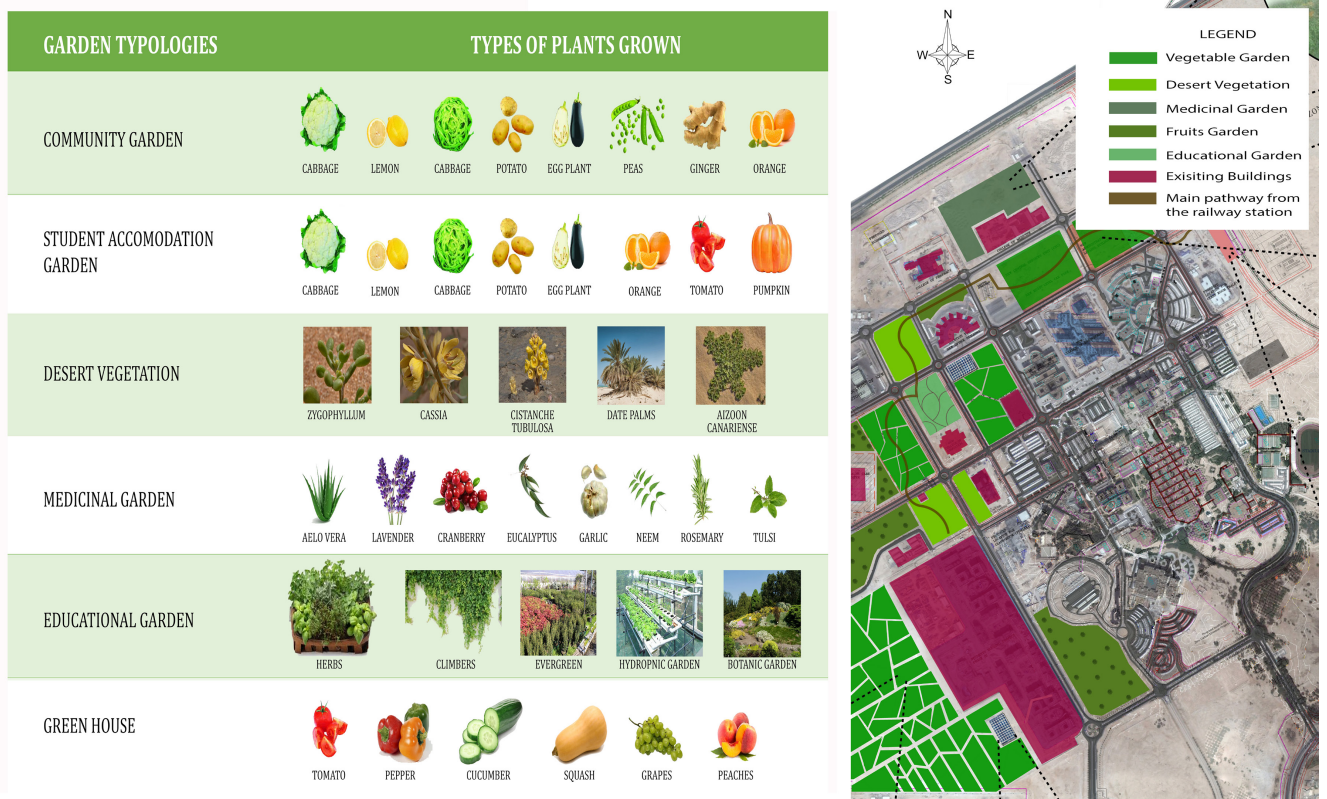 GARDEN TYPOLOGIES TYPES OF PLANTS GROWN
COMMUNITY GARDEN
CABBAGE LEMON CABBAGE POTATO EGG PLANT PEAS GINGER ORANGE
STUDENT ACCOMODATION
GARDEN
CABBAGE LEMON CABBAGE POTATO EGG PLANT ORANGE TOMATO PUMPKIN
DESERT VEGETATION
ZYGOPHYLLUM CASSIA CISTANCHE DATE PALMS AIZOON
TUBULOSA CANARIENSE
MEDICINAL GARDEN
AELO VERA LAVENDER CRANBERRY EUCALYPTUS GARLIC NEEM ROSEMARY TULSI
EDUCATIONAL GARDEN
HERBS CLIMBERS EVERGREEN HYDROPNIC GARDEN BOTANIC GARDEN
GREEN HOUSE
TOMATO PEPPER CUCUMBER SQUASH GRAPES PEACHES
N
W E
S
LEGEND
Vegetable Garden
Desert Vegetation
Medicinal Garden
Fruits Garden
Educational Garden
Exisiting Buildings
Main pathway from
the railway station